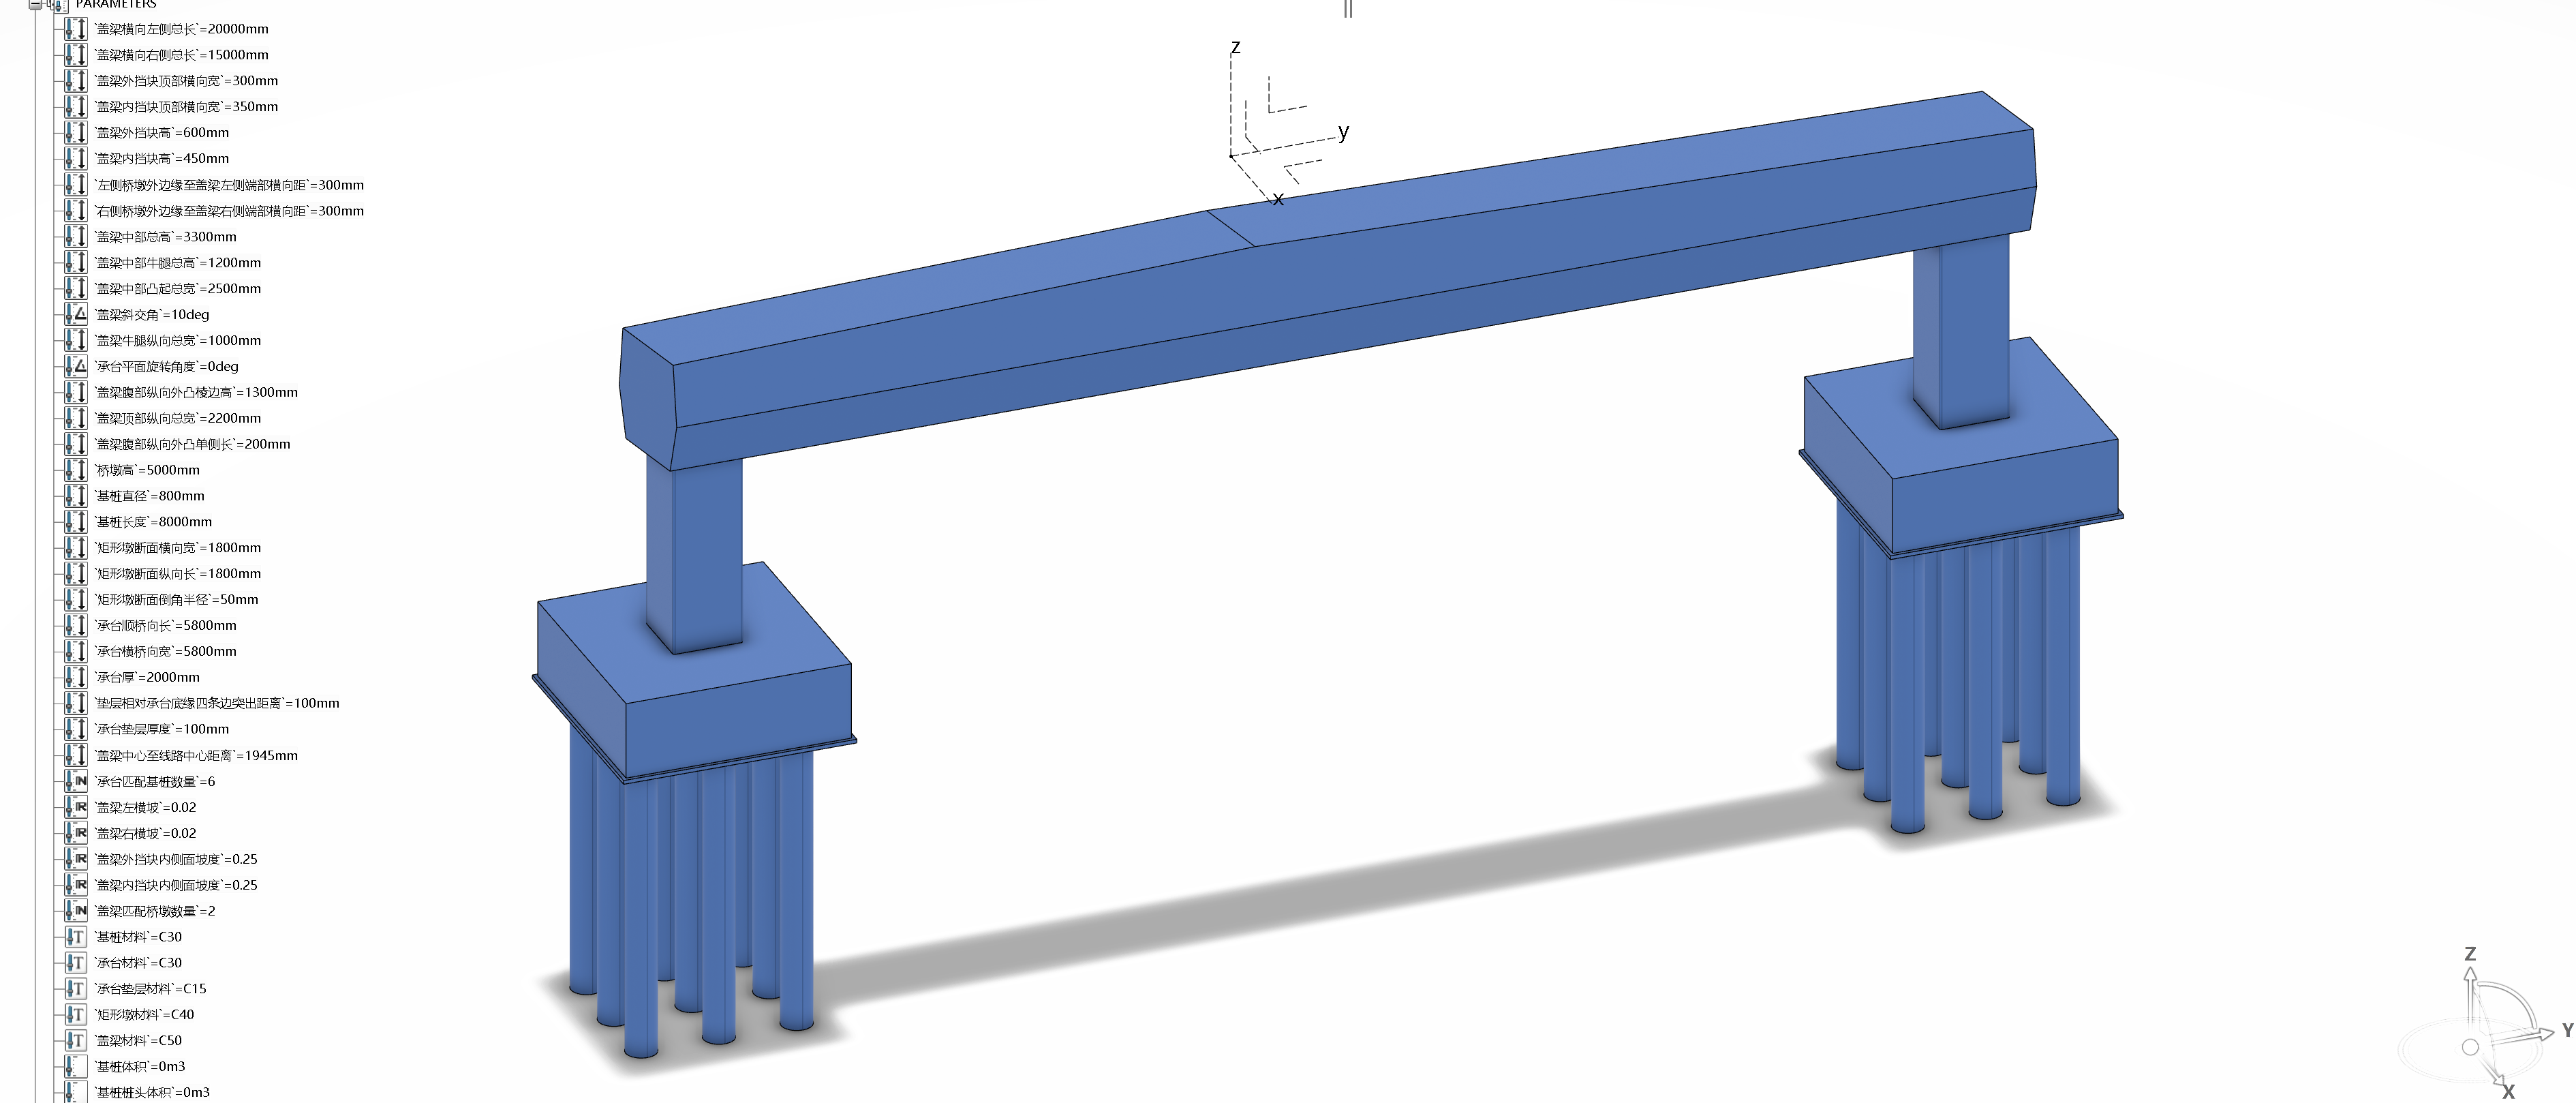 PARAMETERS
`盖梁横向左侧总长`=20000mm
`盖梁横向右侧总长`=15000mm
`盖梁外挡块顶部横向宽`=300mm
`盖梁内挡块顶部横向宽`=350mm
`盖梁外挡块高`=600mm
`盖梁内挡块高`=450mm
`左侧桥墩外边缘至盖梁左侧端部横向距`=300mm
`右侧桥墩外边缘至盖梁右侧端部横向距`=300mm
`盖梁中部总高`=3300mm
`盖梁中部牛腿总高`=1200mm
`盖梁中部凸起总宽`=2500mm
`盖梁斜交角`=10deg
`盖梁牛腿纵向总宽`=1000mm
`承台平面旋转角度`=0deg
`盖梁腹部纵向外凸棱边高`=1300mm
`盖梁顶部纵向总宽`=2200mm
`盖梁腹部纵向外凸单侧长`=200mm
`桥墩高`=5000mm
`基桩直径`=800mm
`基桩长度`=8000mm
`矩形墩断面横向宽`=1800mm
`矩形墩断面纵向长`=1800mm
`矩形墩断面倒角半径`=50mm
`承台顺桥向长`=5800mm
`承台横桥向宽`=5800mm
`承台厚`=2000mm
`垫层相对承台底缘四条边突出距离`=100mm
`承台垫层厚度`=100mm
`盖梁中心至线路中心距离`=1945mm
`承台匹配基桩数量`=6
`盖梁左横坡`=0.02
`盖梁右横坡`=0.02
`盖梁外挡块内侧面坡度`=0.25
`盖梁内挡块内侧面坡度`=0.25
`盖梁匹配桥墩数量`=2
`基桩材料`=C30
`承台材料`=C30
`承台垫层材料`=C15
`矩形墩材料`=C40
`盖梁材料`=C50
`基桩体积`=0m3
`基桩桩头体积`=0m3
z
y
x
Z
Y
X